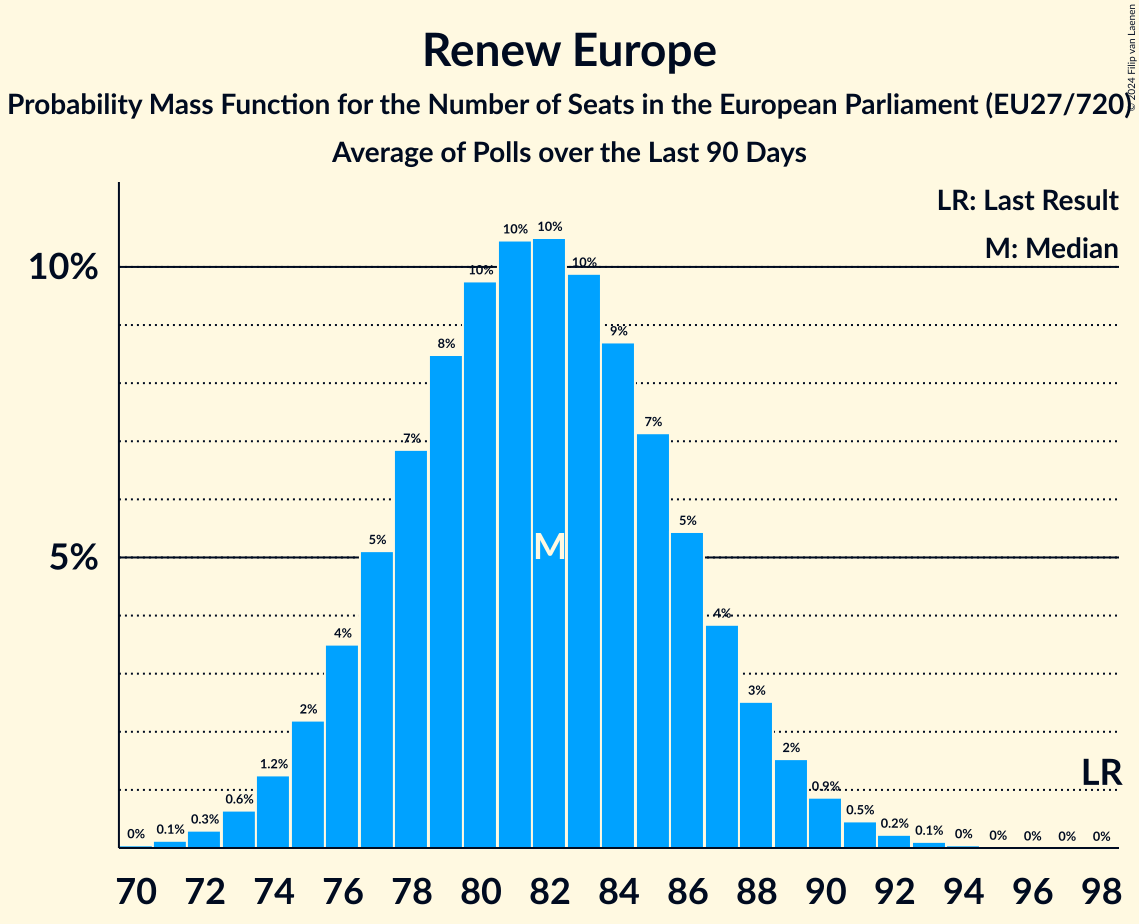 © 2024 Filip van Laenen
Renew Europe
Probability Mass Function for the Number of Seats in the European Parliament (EU27/720)
Average of Polls over the Last 90 Days
LR: Last Result
M: Median
10%
5%
0% 0.1% 0.3% 0.6% 1.2% 2% 4% 5% 7% 8% 10% 10% 10% 10% 9% 7% 5% 4% 3% 2% 0.9% 0.5% 0.2% 0.1% 0% 0% 0% 0% 0%
M
LR
70 72 74 76 78 80 82 84 86 88 90 92 94 96 98